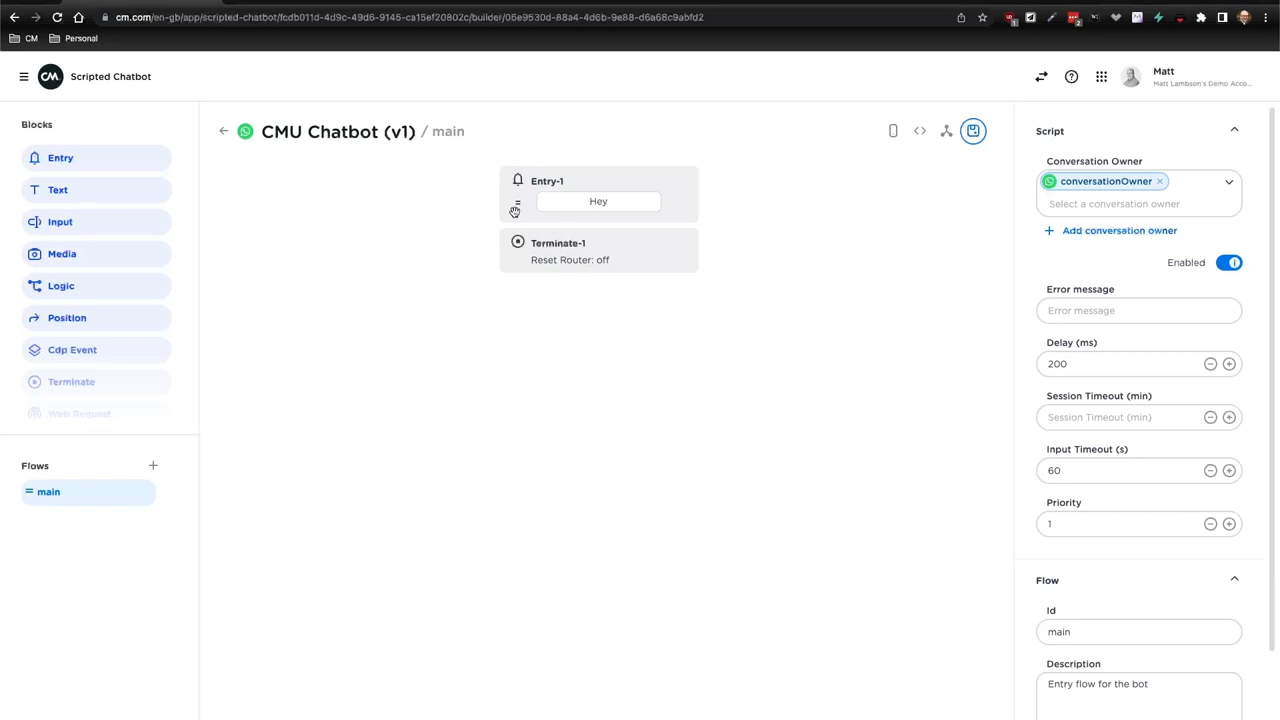 cm.com/en-gb/app/scripted-chatbot/fcdb011d-4d9c-49d6-9145-ca15ef20802c/builder/06e9530d-88a4-4d6b-9e88-d6a68c9abfd2
CM
Personal
CM.
Scripted Chatbot
Matt
Matt Lambson's Demo Acco...
Blocks
Entry
Text
Input
Media
Logic
Position
Cdp Event
Terminate
Web Request
Flows
main
CMU Chatbot (v1) / main
Entry-1
=
Hey
Terminate-1
Reset Router: off
Script
Conversation Owner
conversationOwner
Select a conversation owner
Add conversation owner
Enabled
Error message
Error message
Delay (ms)
200
Session Timeout (min)
Session Timeout (min)
Input Timeout (s)
60
Priority
1
Flow
Id
main
Description
Entry flow for the bot